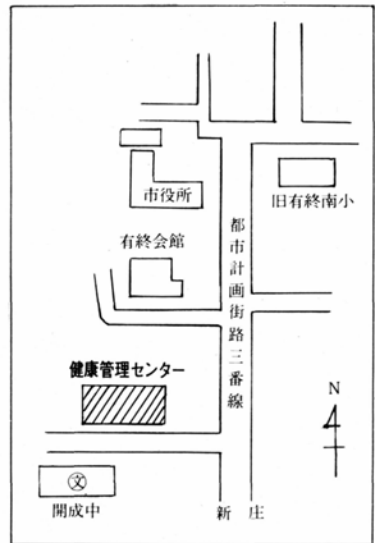 市役所
旧有終南小
有終会館
都市計画街路三番線
健康管理センター
N
文
開成中
新庄